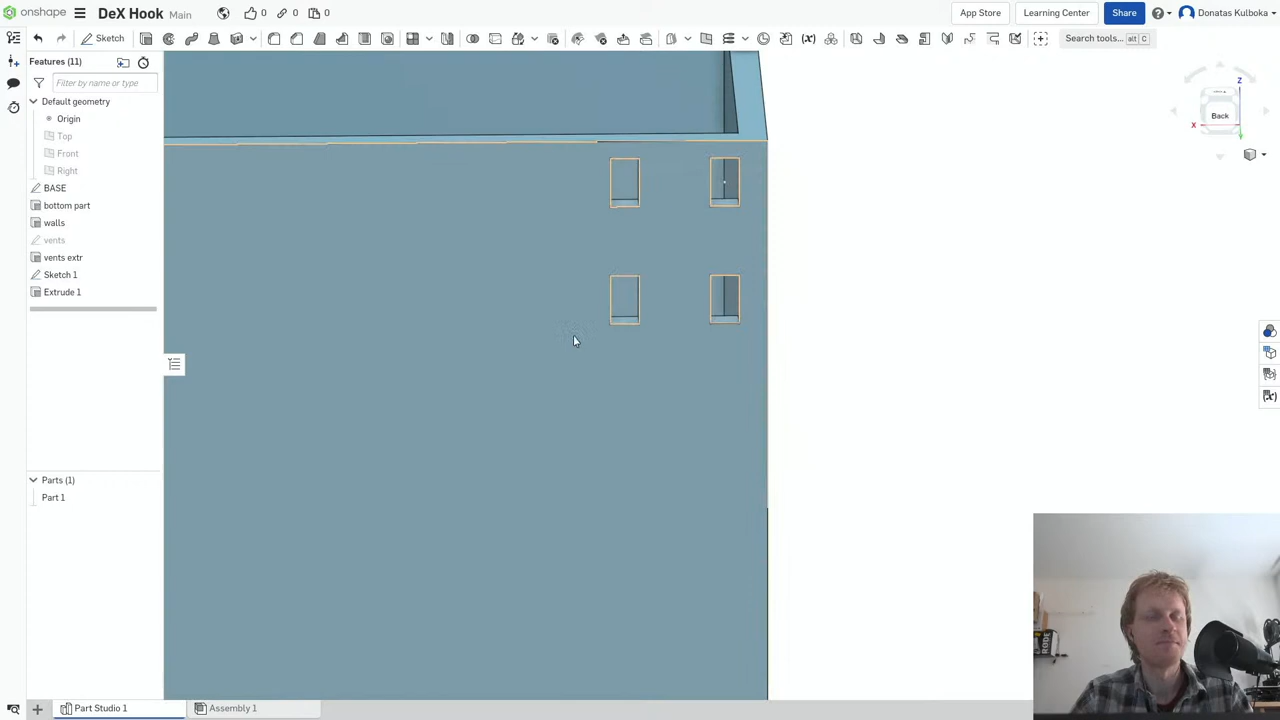 onshape
DeX Hook
Main
0
0
0
App Store
Learning Center
Share
Donatas Kulboka
Sketch
Search tools...
alt
C
Features (11)
Filter by name or type
Default geometry
Origin
Top
Front
Right
BASE
bottom part
walls
vents
vents extr
Sketch 1
Extrude 1
Parts (1)
Part 1
Z
Back
X
RØDE
Part Studio 1
Assembly 1